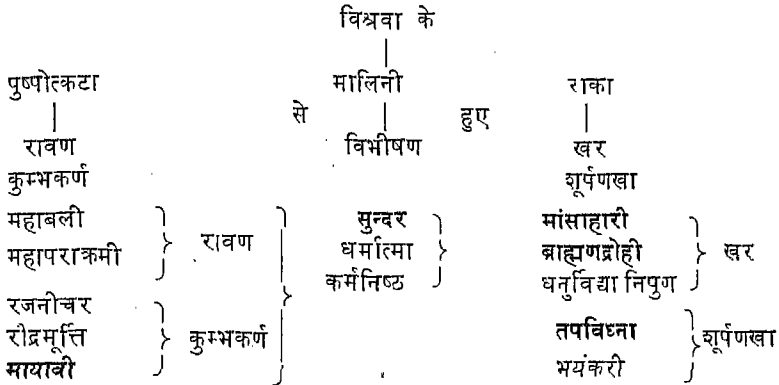 विश्रवा के
पुष्पोत्कटा मालिनी राका
से हुए
रावण विभीषण खर
कुम्भकर्ण शूर्पणखा
महाबली सुन्दर मांसाहारी
रावण धर्मात्मा ब्राह्मणद्रोही खर
महापराक्रमी कर्मनिष्ठ धनुर्विद्या निपुण
रजनीचर
रौद्रमूर्त्ति कुम्भकर्ण तपविध्ना शूर्पणखा
मायावी भयंकरी